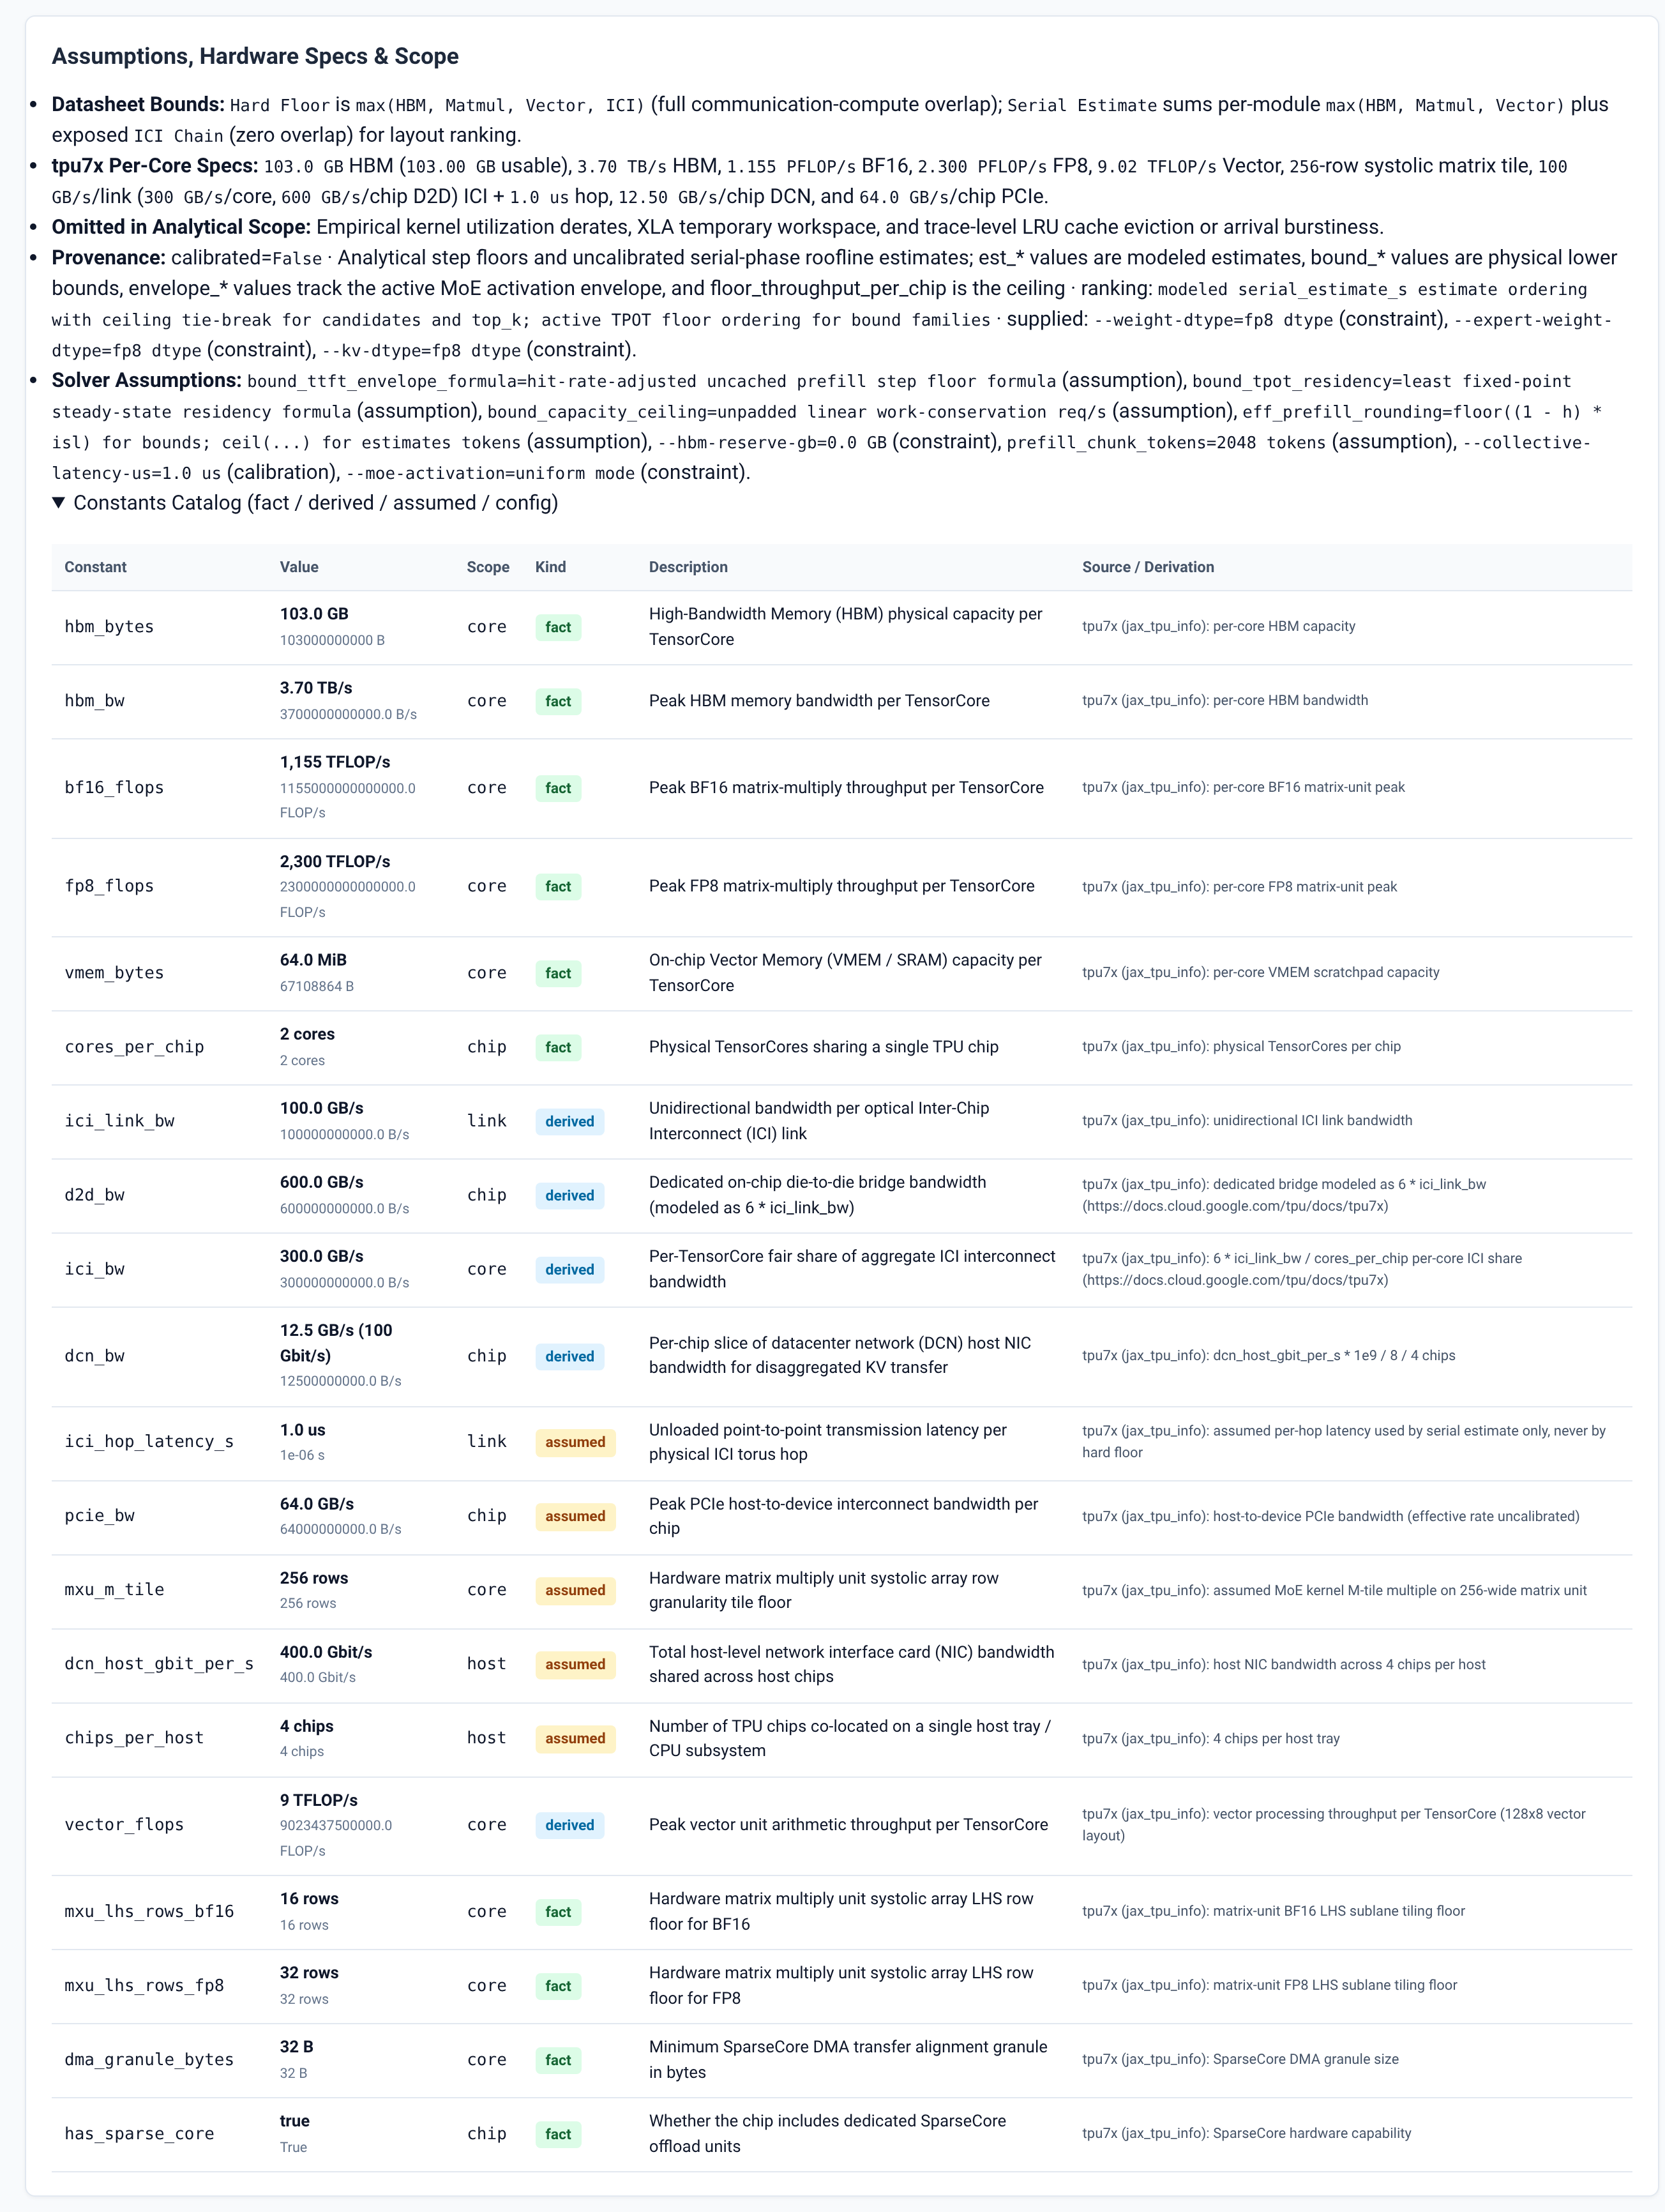 Assumptions, Hardware Specs & Scope
• Datasheet Bounds: Hard Floor is max(HBM, Matmul, Vector, ICI) (full communication-compute overlap); Serial Estimate sums per-module max(HBM, Matmul, Vector) plus
exposed ICI Chain (zero overlap) for layout ranking.
• tpu7x Per-Core Specs: 103.0 GB HBM (103.00 GB usable), 3.70 TB/s HBM, 1.155 PFLOP/s BF16, 2.300 PFLOP/s FP8, 9.02 TFLOP/s Vector, 256-row systolic matrix tile, 100
GB/s/link (300 GB/s/core, 600 GB/s/chip D2D) ICI + 1.0 us hop, 12.50 GB/s/chip DCN, and 64.0 GB/s/chip PCIe.
• Omitted in Analytical Scope: Empirical kernel utilization derates, XLA temporary workspace, and trace-level LRU cache eviction or arrival burstiness.
• Provenance: calibrated=False · Analytical step floors and uncalibrated serial-phase roofline estimates; est_* values are modeled estimates, bound_* values are physical lower
bounds, envelope_* values track the active MoE activation envelope, and floor_throughput_per_chip is the ceiling · ranking: modeled serial_estimate_s estimate ordering
with ceiling tie-break for candidates and top_k; active TPOT floor ordering for bound families · supplied: --weight-dtype=fp8 dtype (constraint), --expert-weight-
dtype=fp8 dtype (constraint), --kv-dtype=fp8 dtype (constraint).
• Solver Assumptions: bound_ttft_envelope_formula=hit-rate-adjusted uncached prefill step floor formula (assumption), bound_tpot_residency=least fixed-point
steady-state residency formula (assumption), bound_capacity_ceiling=unpadded linear work-conservation req/s (assumption), eff_prefill_rounding=floor((1 - h) *
isl) for bounds; ceil(...) for estimates tokens (assumption), --hbm-reserve-gb=0.0 GB (constraint), prefill_chunk_tokens=2048 tokens (assumption), --collective-
latency-us=1.0 us (calibration), --moe-activation=uniform mode (constraint).
▼ Constants Catalog (fact / derived / assumed / config)
Constant Value Scope Kind Description Source / Derivation
hbm_bytes 103.0 GB core fact High-Bandwidth Memory (HBM) physical capacity per tpu7x (jax_tpu_info): per-core HBM capacity
103000000000 B TensorCore
hbm_bw 3.70 TB/s core fact Peak HBM memory bandwidth per TensorCore tpu7x (jax_tpu_info): per-core HBM bandwidth
3700000000000.0 B/s
bf16_flops 1,155 TFLOP/s core fact Peak BF16 matrix-multiply throughput per TensorCore tpu7x (jax_tpu_info): per-core BF16 matrix-unit peak
1155000000000000.0
FLOP/s
fp8_flops 2,300 TFLOP/s core fact Peak FP8 matrix-multiply throughput per TensorCore tpu7x (jax_tpu_info): per-core FP8 matrix-unit peak
2300000000000000.0
FLOP/s
vmem_bytes 64.0 MiB core fact On-chip Vector Memory (VMEM / SRAM) capacity per tpu7x (jax_tpu_info): per-core VMEM scratchpad capacity
67108864 B TensorCore
cores_per_chip 2 cores chip fact Physical TensorCores sharing a single TPU chip tpu7x (jax_tpu_info): physical TensorCores per chip
2 cores
ici_link_bw 100.0 GB/s link derived Unidirectional bandwidth per optical Inter-Chip tpu7x (jax_tpu_info): unidirectional ICI link bandwidth
100000000000.0 B/s Interconnect (ICI) link
d2d_bw 600.0 GB/s chip derived Dedicated on-chip die-to-die bridge bandwidth tpu7x (jax_tpu_info): dedicated bridge modeled as 6 * ici_link_bw
600000000000.0 B/s (modeled as 6 * ici_link_bw) (https://docs.cloud.google.com/tpu/docs/tpu7x)
ici_bw 300.0 GB/s core derived Per-TensorCore fair share of aggregate ICI interconnect tpu7x (jax_tpu_info): 6 * ici_link_bw / cores_per_chip per-core ICI share
300000000000.0 B/s bandwidth (https://docs.cloud.google.com/tpu/docs/tpu7x)
dcn_bw 12.5 GB/s (100 chip derived Per-chip slice of datacenter network (DCN) host NIC tpu7x (jax_tpu_info): dcn_host_gbit_per_s * 1e9 / 8 / 4 chips
Gbit/s) bandwidth for disaggregated KV transfer
12500000000.0 B/s
ici_hop_latency_s 1.0 us link assumed Unloaded point-to-point transmission latency per tpu7x (jax_tpu_info): assumed per-hop latency used by serial estimate only, never by
1e-06 s physical ICI torus hop hard floor
pcie_bw 64.0 GB/s chip assumed Peak PCIe host-to-device interconnect bandwidth per tpu7x (jax_tpu_info): host-to-device PCIe bandwidth (effective rate uncalibrated)
64000000000.0 B/s chip
mxu_m_tile 256 rows core assumed Hardware matrix multiply unit systolic array row tpu7x (jax_tpu_info): assumed MoE kernel M-tile multiple on 256-wide matrix unit
256 rows granularity tile floor
dcn_host_gbit_per_s 400.0 Gbit/s host assumed Total host-level network interface card (NIC) bandwidth tpu7x (jax_tpu_info): host NIC bandwidth across 4 chips per host
400.0 Gbit/s shared across host chips
chips_per_host 4 chips host assumed Number of TPU chips co-located on a single host tray / tpu7x (jax_tpu_info): 4 chips per host tray
4 chips CPU subsystem
vector_flops 9 TFLOP/s core derived Peak vector unit arithmetic throughput per TensorCore tpu7x (jax_tpu_info): vector processing throughput per TensorCore (128x8 vector
9023437500000.0 layout)
FLOP/s
mxu_lhs_rows_bf16 16 rows core fact Hardware matrix multiply unit systolic array LHS row tpu7x (jax_tpu_info): matrix-unit BF16 LHS sublane tiling floor
16 rows floor for BF16
mxu_lhs_rows_fp8 32 rows core fact Hardware matrix multiply unit systolic array LHS row tpu7x (jax_tpu_info): matrix-unit FP8 LHS sublane tiling floor
32 rows floor for FP8
dma_granule_bytes 32 B core fact Minimum SparseCore DMA transfer alignment granule tpu7x (jax_tpu_info): SparseCore DMA granule size
32 B in bytes
has_sparse_core true chip fact Whether the chip includes dedicated SparseCore tpu7x (jax_tpu_info): SparseCore hardware capability
True offload units